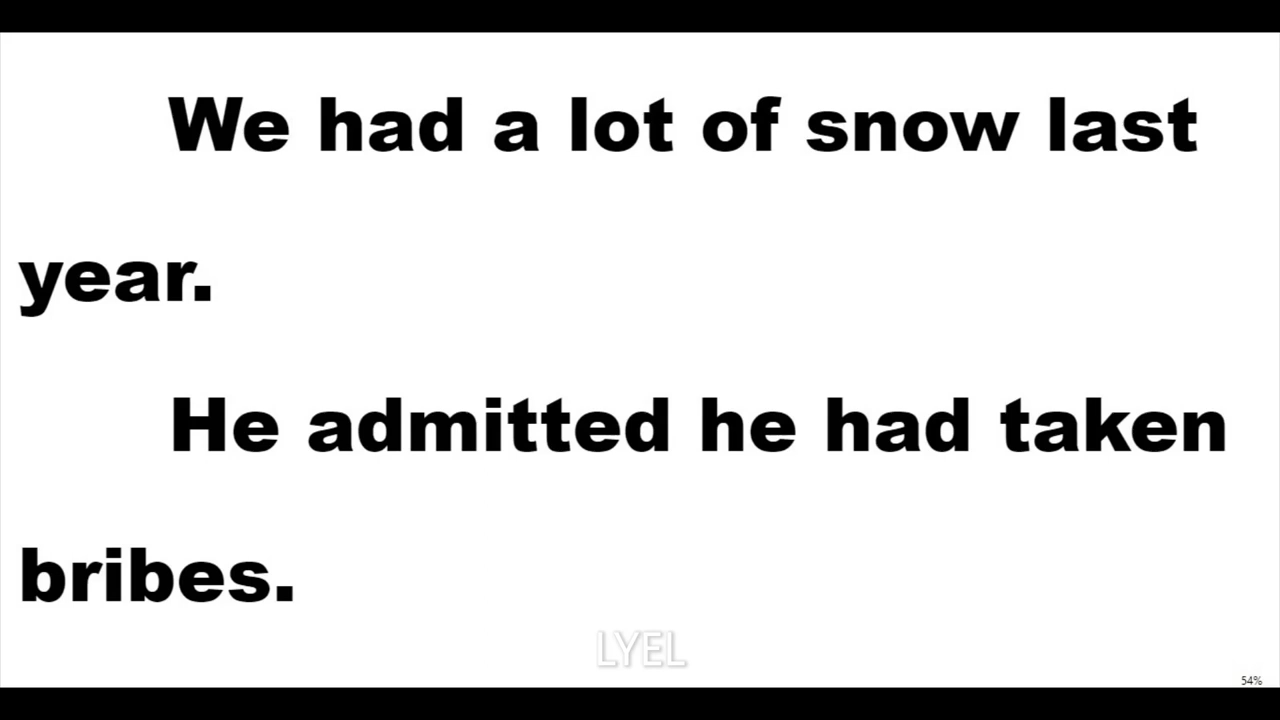 We had a lot of snow last
year.
He admitted he had taken
bribes.
LYEL
54%